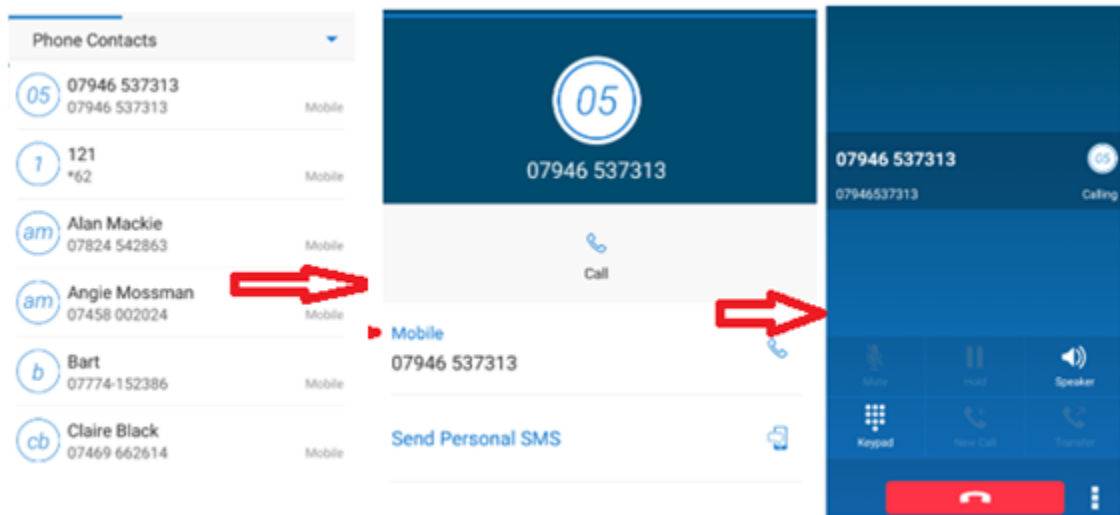 Phone Contacts
05
07946 537313
07946 537313
Mobile
1
121
*62
Mobile
am
Alan Mackie
07824 542863
Mobile
am
Angie Mossman
07458 002024
Mobile
b
Bart
07774-152386
Mobile
cb
Claire Black
07469 662614
Mobile
05
07946 537313
Call
Mobile
07946 537313
Send Personal SMS
07946 537313
05
07946537313
Calling
Mute
Hold
Speaker
Keypad
New Call
Transfer